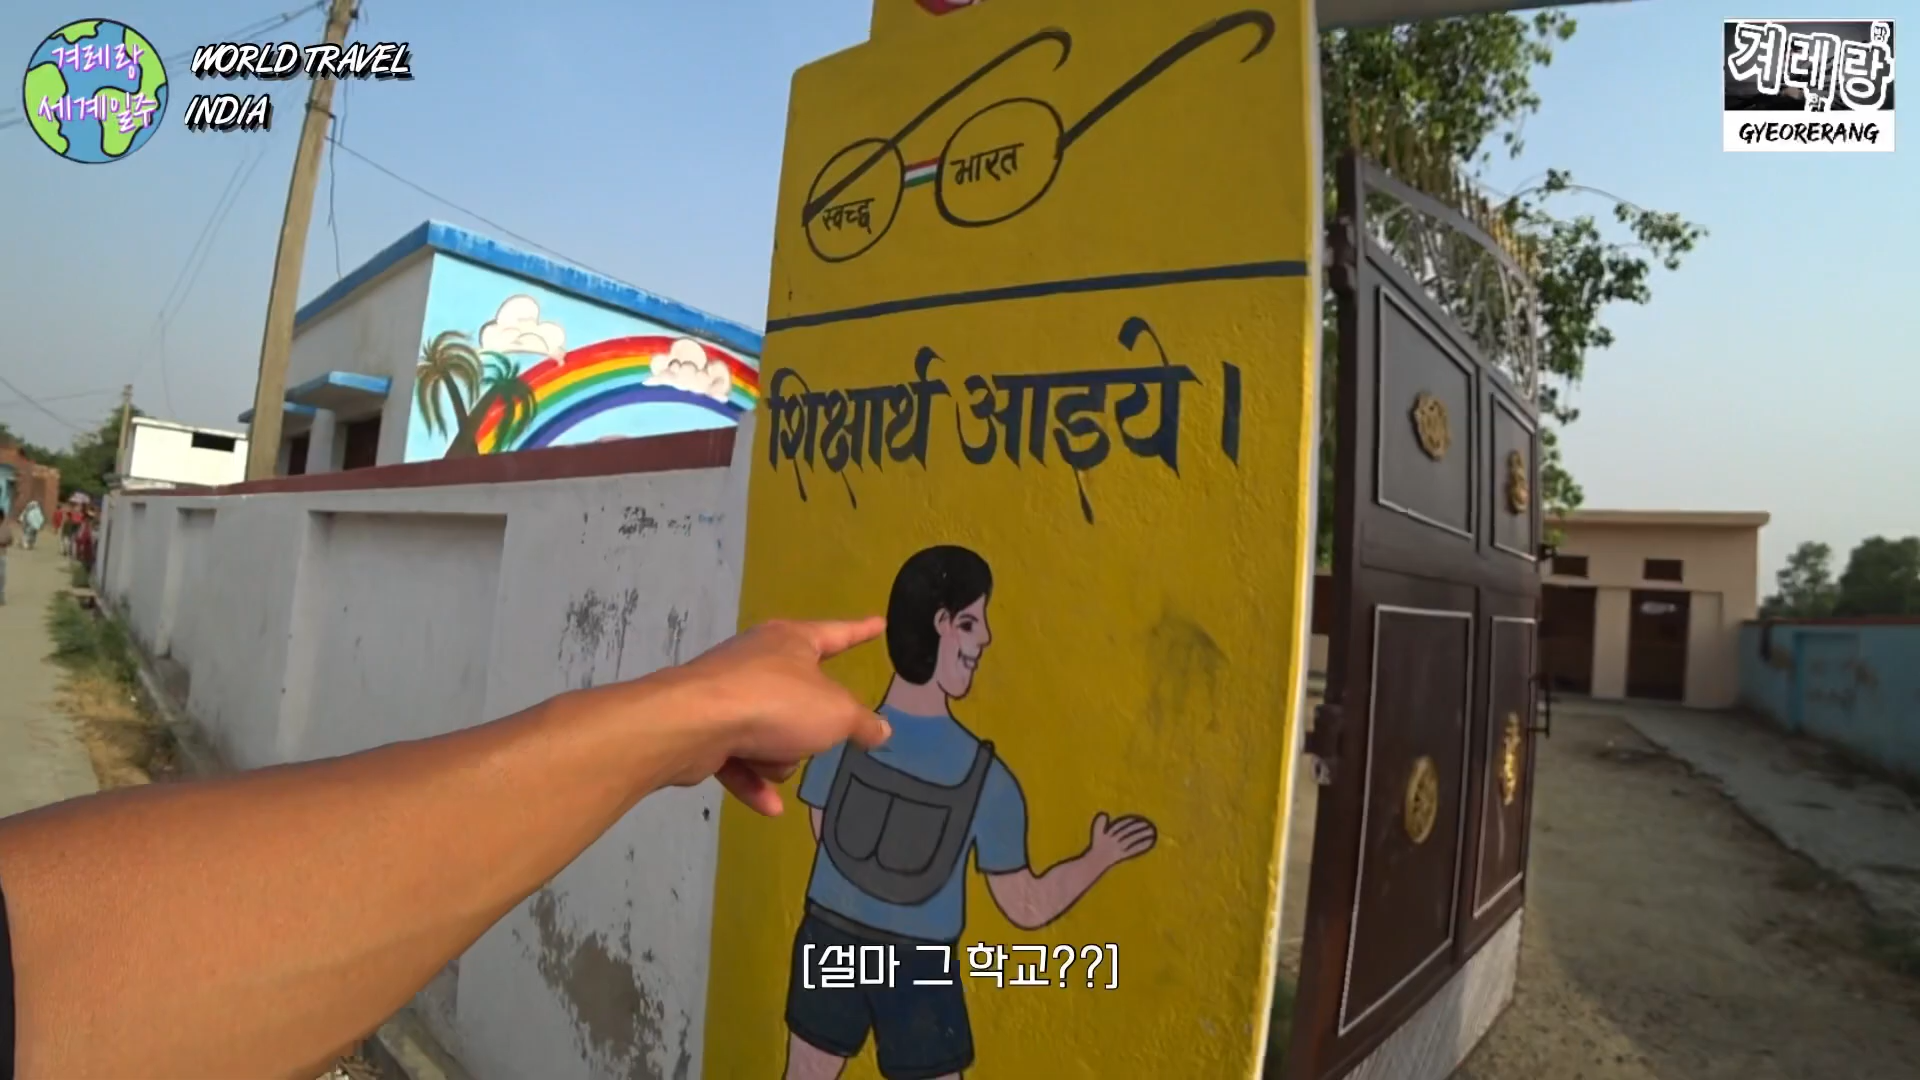 겨레랑
세계일주
WORLD TRAVEL
INDIA
겨레랑
GYEORERANG
स्वच्छ
भारत
शिक्षार्थ आइये।
[설마 그 학교??]